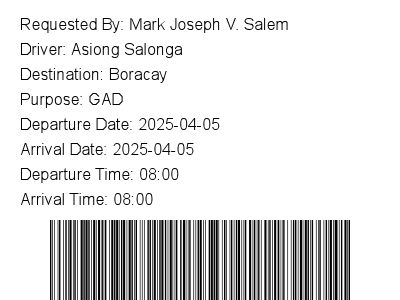 Requested By: Mark Joseph V. Salem
Driver: Asiong Salonga
Destination: Boracay
Purpose: GAD
Departure Date: 2025-04-05
Arrival Date: 2025-04-05
Departure Time: 08:00
Arrival Time: 08:00